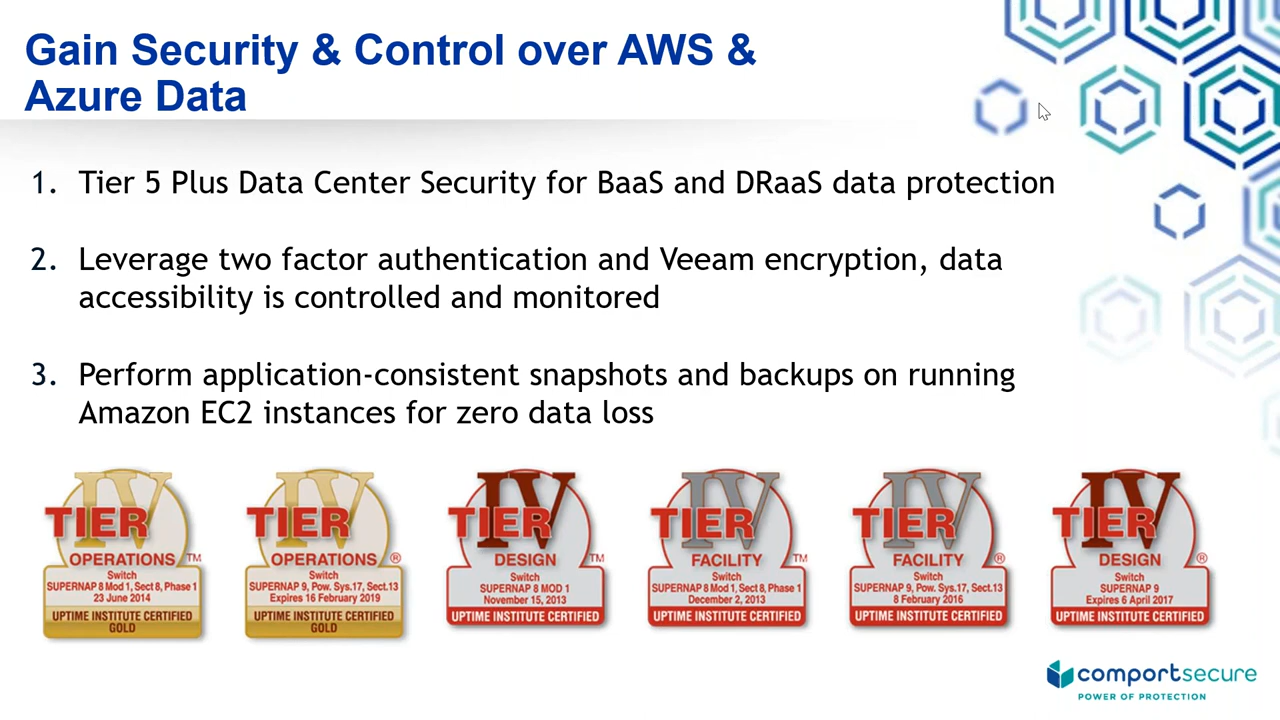 Gain Security & Control over AWS &
Azure Data
1. Tier 5 Plus Data Center Security for BaaS and DRaaS data protection
2. Leverage two factor authentication and Veeam encryption, data
accessibility is controlled and monitored
3. Perform application-consistent snapshots and backups on running
Amazon EC2 instances for zero data loss
IV
TIER
OPERATIONS™
Switch
SUPERNAP 8 Mod 1, Sect 8, Phase 1
23 June 2014
UPTIME INSTITUTE CERTIFIED
GOLD
IV
TIER
OPERATIONS®
Switch
SUPERNAP 9, Pow. Sys.17, Sect.13
Expires 16 February 2019
UPTIME INSTITUTE CERTIFIED
GOLD
IV
TIER
DESIGN™
Switch
SUPERNAP 8 MOD 1
November 15, 2013
UPTIME INSTITUTE CERTIFIED
IV
TIER
FACILITY™
Switch
SUPERNAP 8 Mod 1, Sect 8, Phase 1
December 2, 2013
UPTIME INSTITUTE CERTIFIED
IV
TIER
FACILITY®
Switch
SUPERNAP 9, Pow. Sys.17, Sect.13
8 February 2016
UPTIME INSTITUTE CERTIFIED
IV
TIER
DESIGN®
Switch
SUPERNAP 9
Expires 6 April 2017
UPTIME INSTITUTE CERTIFIED
comportsecure
POWER OF PROTECTION